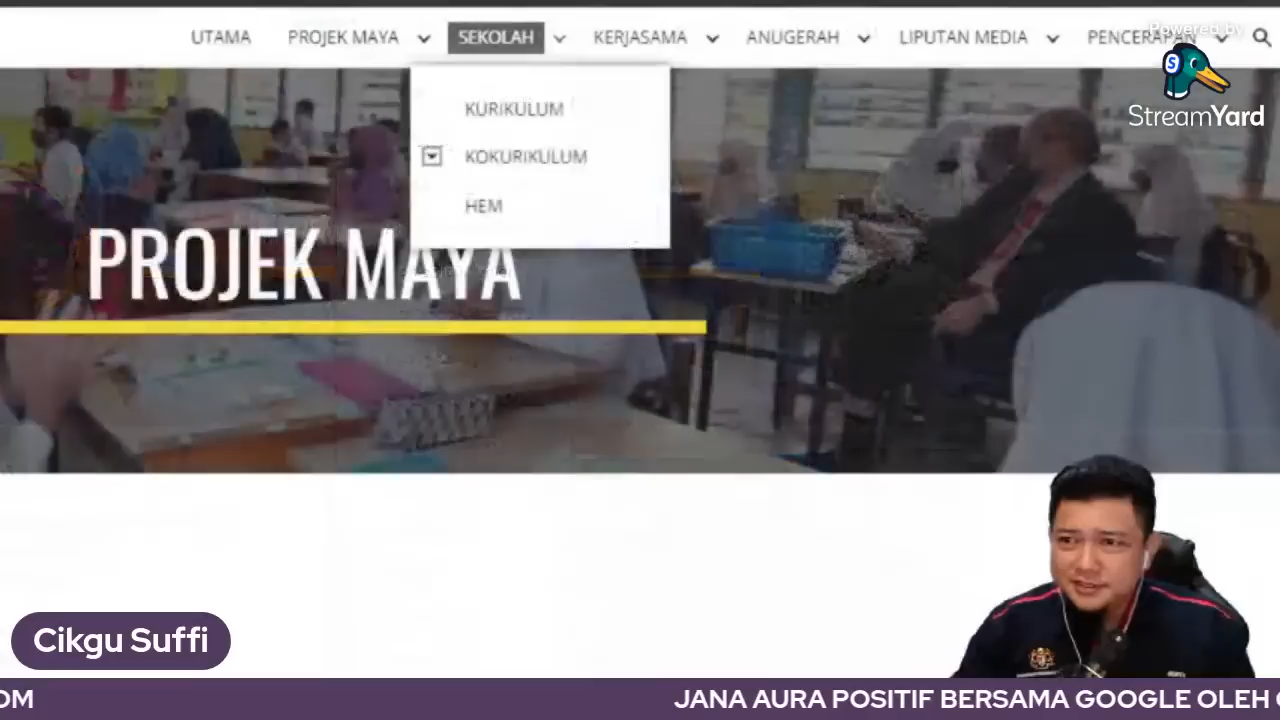 UTAMA PROJEK MAYA SEKOLAH KERJASAMA ANUGERAH LIPUTAN MEDIA PENCERAPAN
Powered by
StreamYard
KURIKULUM
KOKURIKULUM
HEM
PROJEK MAYA
Cikgu Suffi
OM JANA AURA POSITIF BERSAMA GOOGLE OLEH